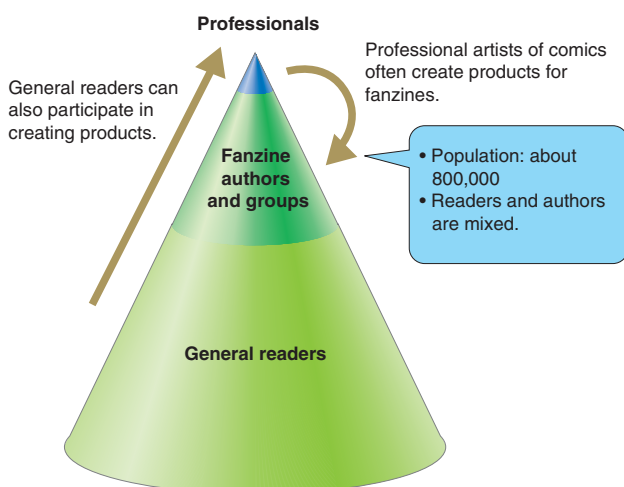 Professionals
General readers can
also participate in
creating products.
Professional artists of comics
often create products for
fanzines.
Fanzine
authors
and groups
• Population: about
800,000
• Readers and authors
are mixed.
General readers